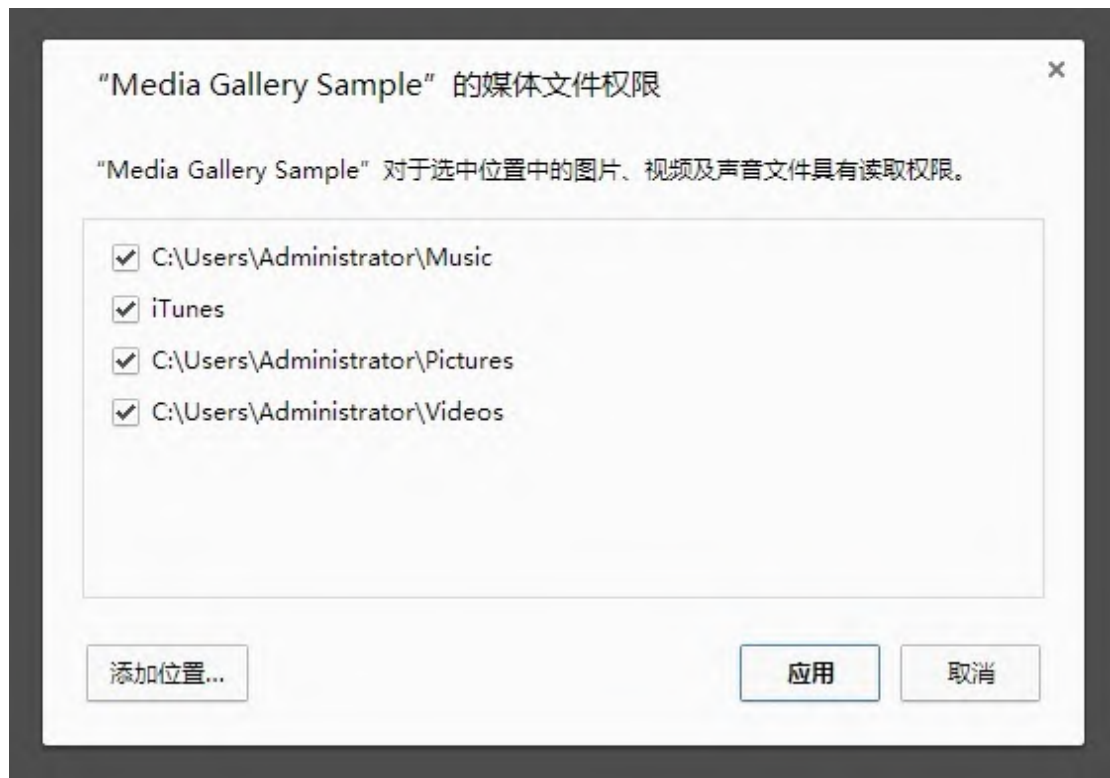 “Media Gallery Sample” 的媒体文件权限
“Media Gallery Sample” 对于选中位置中的图片、视频及声音文件具有读取权限。
C:\Users\Administrator\Music
iTunes
C:\Users\Administrator\Pictures
C:\Users\Administrator\Videos
添加位置... 应用 取消